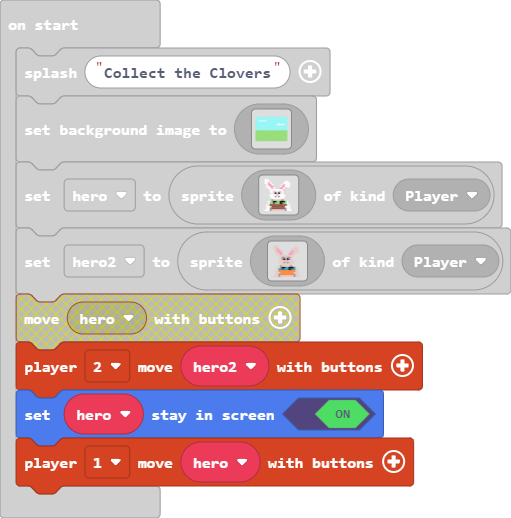 on start
splash "Collect the Clovers"
set background image to
set hero to sprite of kind Player
set hero2 to sprite of kind Player
move hero with buttons
player 2 move hero2 with buttons
set hero stay in screen ON
player 1 move hero with buttons